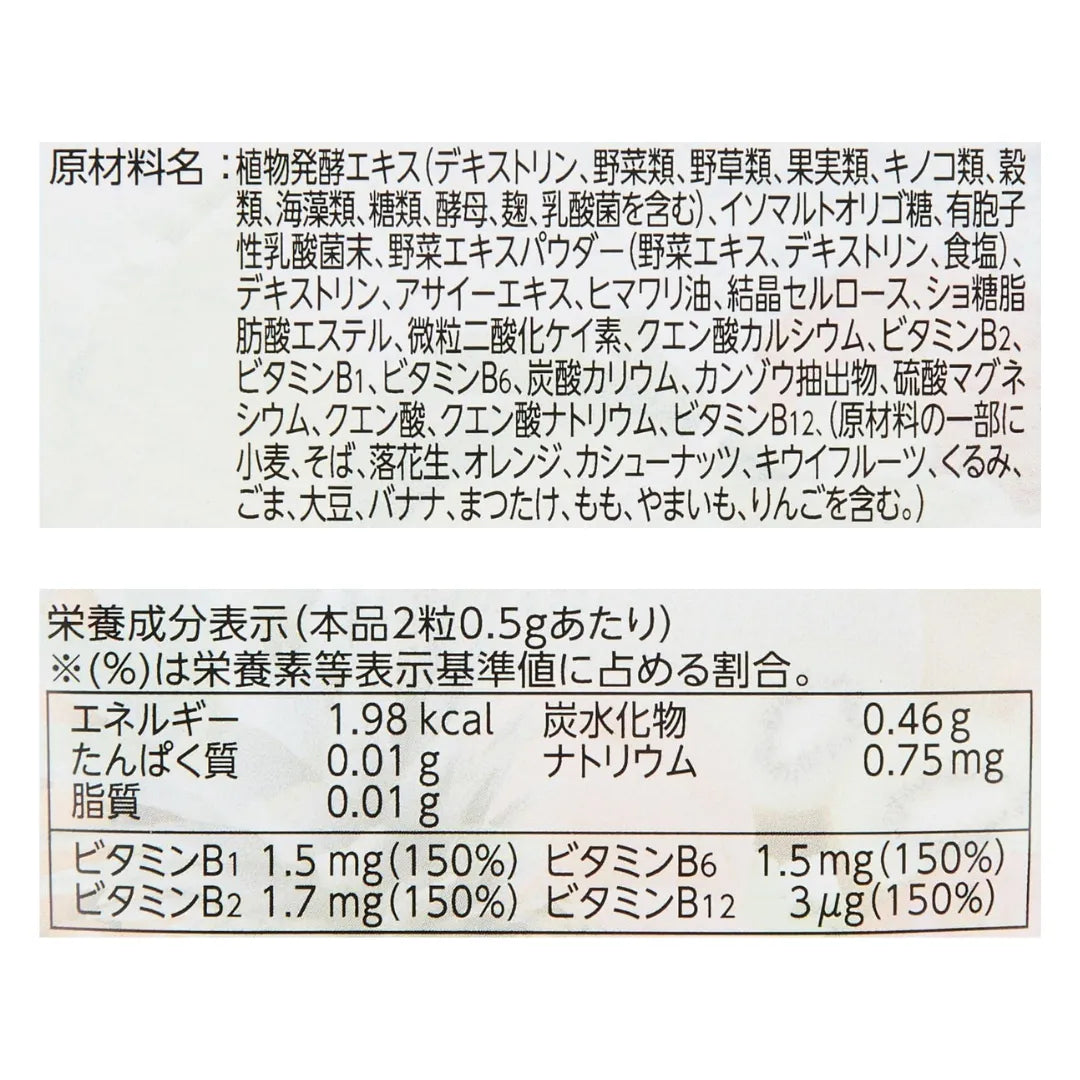 原材料名：植物発酵エキス(デキストリン、野菜類、野草類、果実類、キノコ類、穀
類、海藻類、糖類、酵母、麹、乳酸菌を含む)、イソマルトオリゴ糖、有胞子
性乳酸菌末、野菜エキスパウダー(野菜エキス、デキストリン、食塩)、
デキストリン、アサイーエキス、ヒマワリ油、結晶セルロース、ショ糖脂
肪酸エステル、微粒二酸化ケイ素、クエン酸カルシウム、ビタミンB2、
ビタミンB1、ビタミンB6、炭酸カリウム、カンゾウ抽出物、硫酸マグネ
シウム、クエン酸、クエン酸ナトリウム、ビタミンB12、(原材料の一部に
小麦、そば、落花生、オレンジ、カシューナッツ、キウイフルーツ、くるみ、
ごま、大豆、バナナ、まつたけ、もも、やまいも、りんごを含む。)
栄養成分表示(本品2粒0.5gあたり)
※(%)は栄養素等表示基準値に占める割合。
エネルギー 1.98 kcal 炭水化物 0.46 g
たんぱく質 0.01 g ナトリウム 0.75 mg
脂質 0.01 g
ビタミンB1 1.5 mg(150%) ビタミンB6 1.5 mg(150%)
ビタミンB2 1.7 mg(150%) ビタミンB12 3μg(150%)